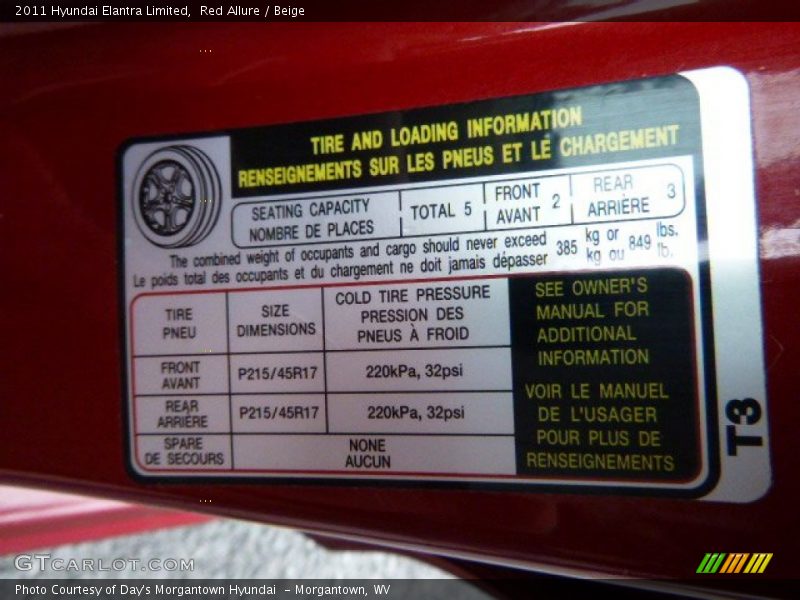 2011 Hyundai Elantra Limited,  Red Allure / Beige
TIRE AND LOADING INFORMATION
RENSEIGNEMENTS SUR LES PNEUS ET LE CHARGEMENT
SEATING CAPACITY
NOMBRE DE PLACES
TOTAL 5
FRONT
AVANT
2
REAR
ARRIÈRE
3
The combined weight of occupants and cargo should never exceed 385 kg or 849 lbs.
Le poids total des occupants et du chargement ne doit jamais dépasser kg ou lb.
TIRE
PNEU
SIZE
DIMENSIONS
COLD TIRE PRESSURE
PRESSION DES
PNEUS À FROID
FRONT
AVANT
P215/45R17
220kPa, 32psi
REAR
ARRIÈRE
P215/45R17
220kPa, 32psi
SPARE
DE SECOURS
NONE
AUCUN
SEE OWNER'S
MANUAL FOR
ADDITIONAL
INFORMATION
VOIR LE MANUEL
DE L'USAGER
POUR PLUS DE
RENSEIGNEMENTS
T3
GTCARLOT.COM
Photo Courtesy of Day's Morgantown Hyundai  - Morgantown, WV